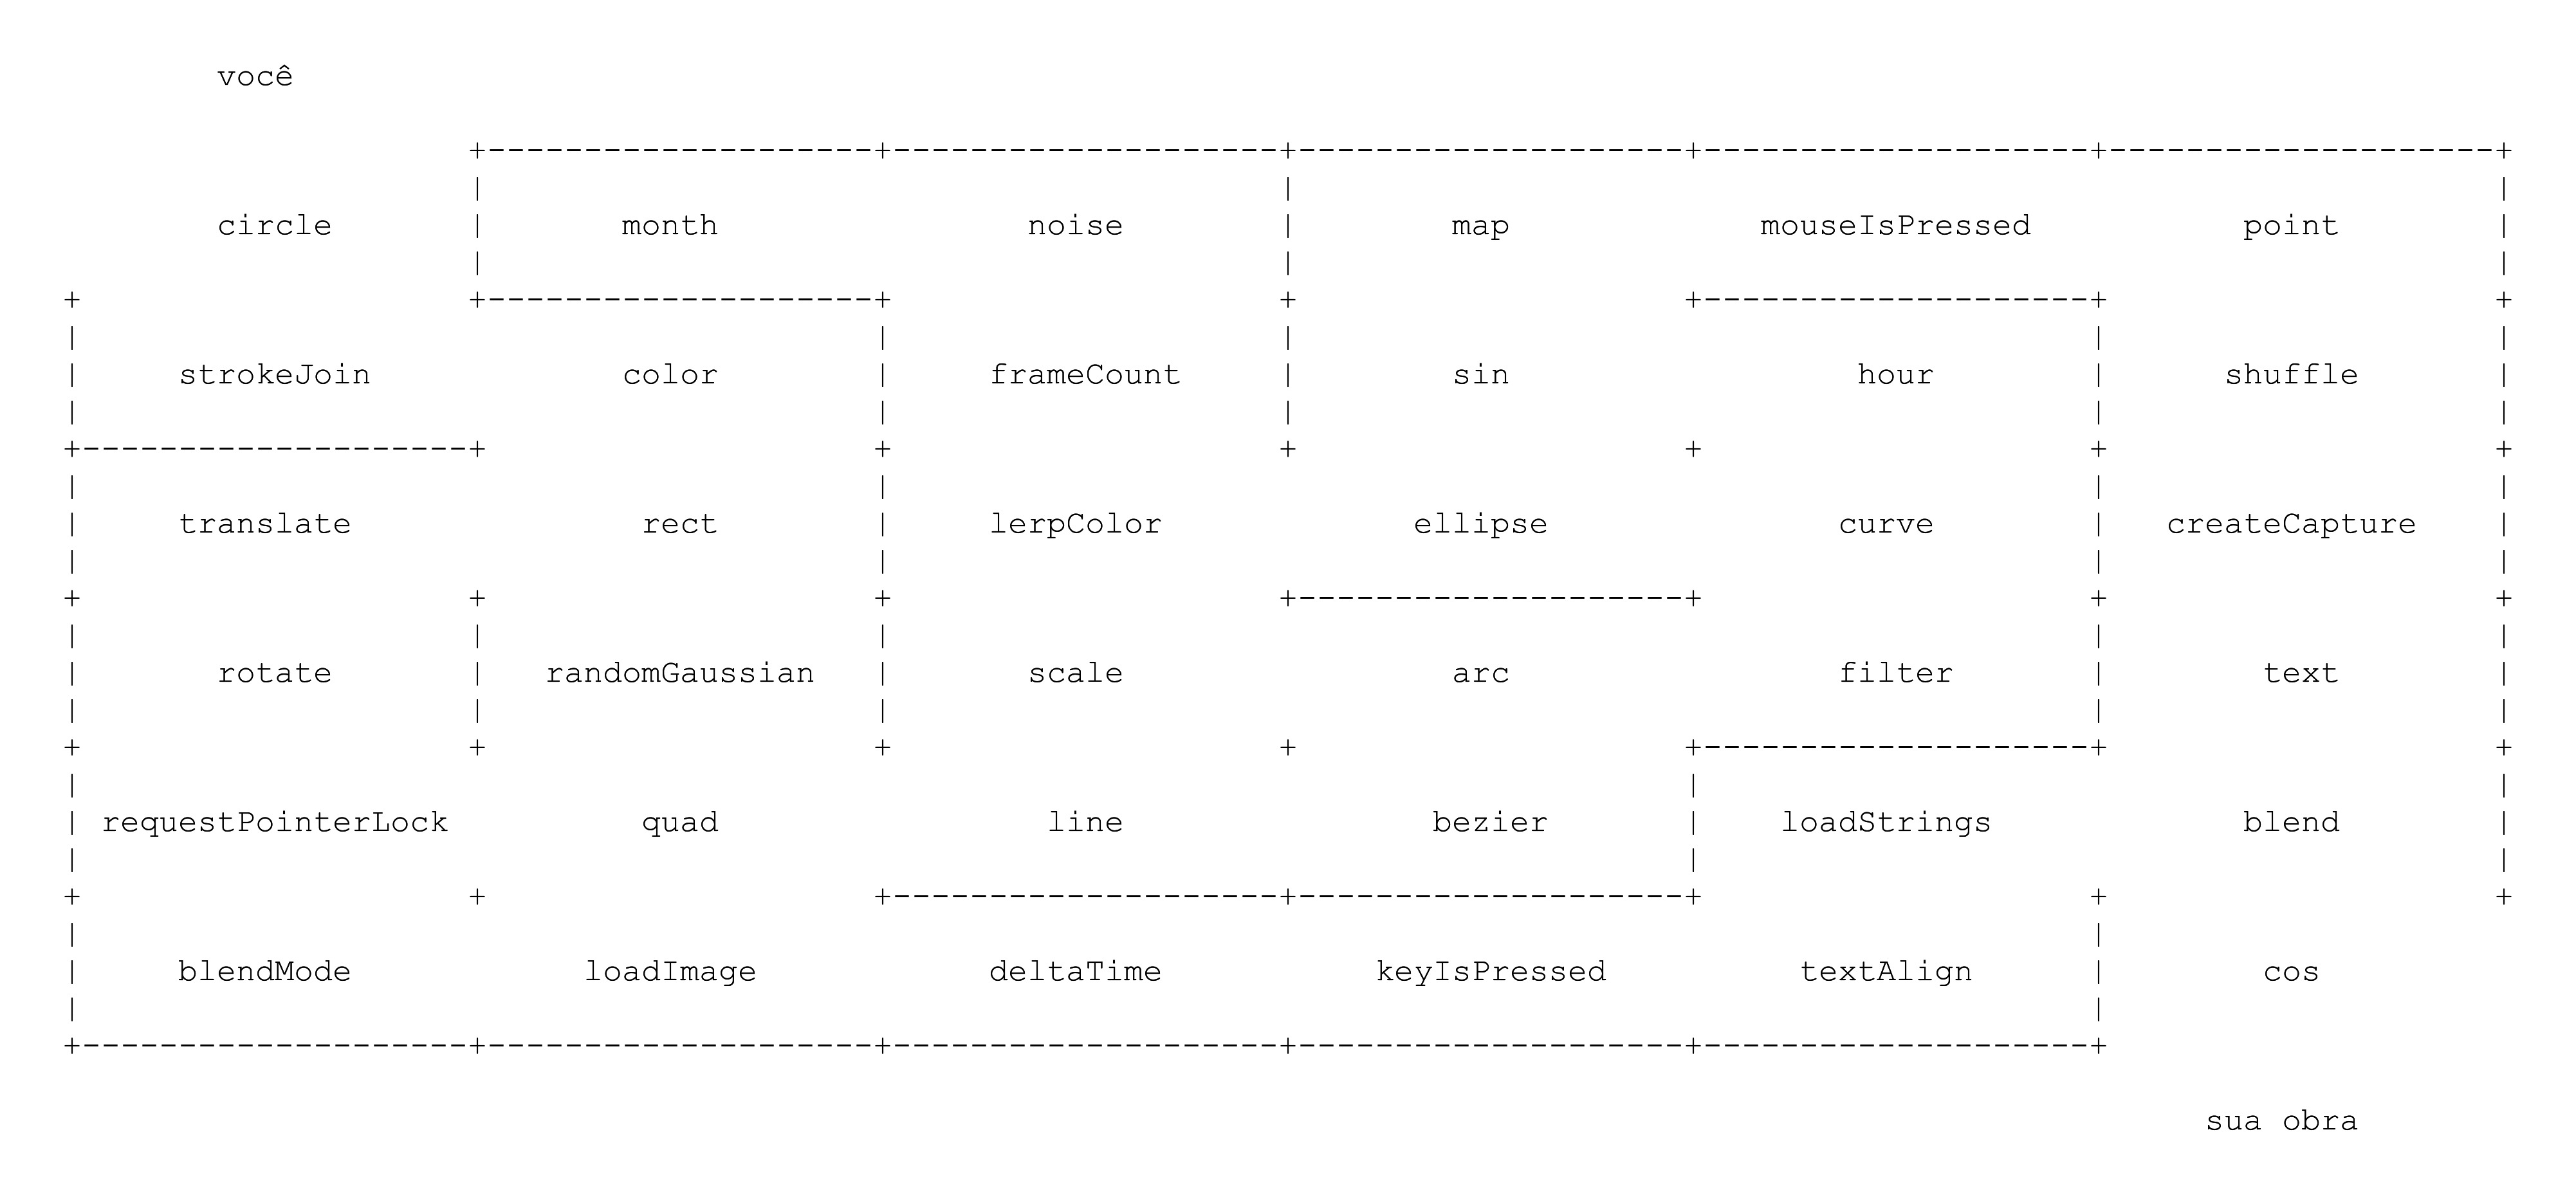 você
circle month noise map mouseIsPressed point
strokeJoin color frameCount sin hour shuffle
translate rect lerpColor ellipse curve createCapture
rotate randomGaussian scale arc filter text
requestPointerLock quad line bezier loadStrings blend
blendMode loadImage deltaTime keyIsPressed textAlign cos
sua obra